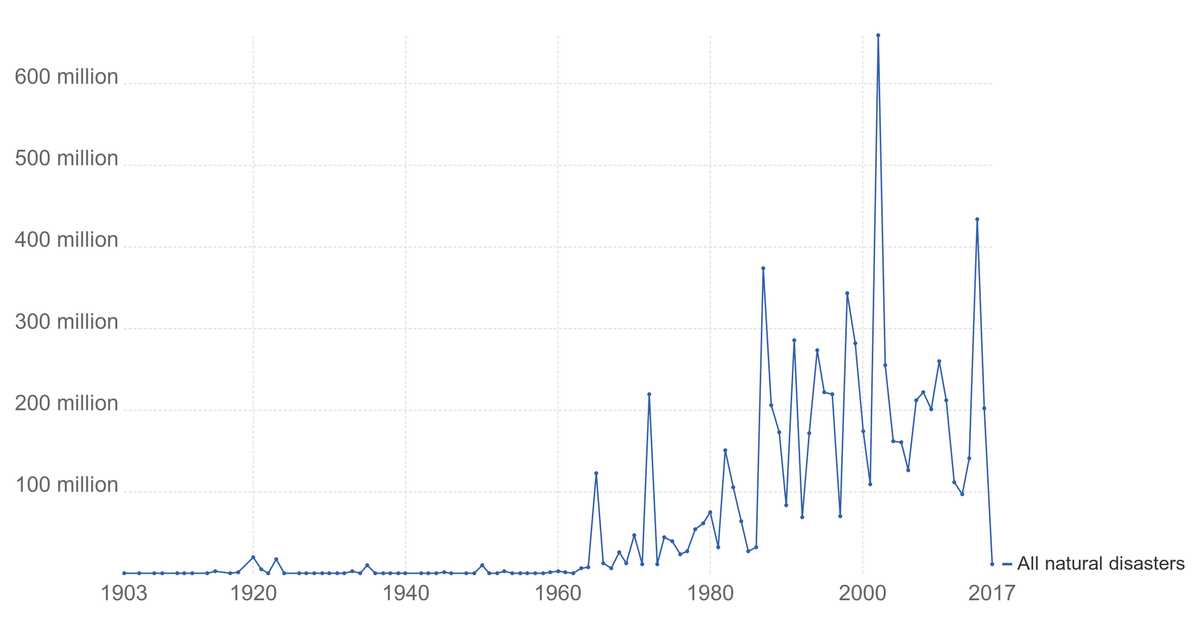 600 million
500 million
400 million
300 million
200 million
100 million
All natural disasters
1903 1920 1940 1960 1980 2000 2017